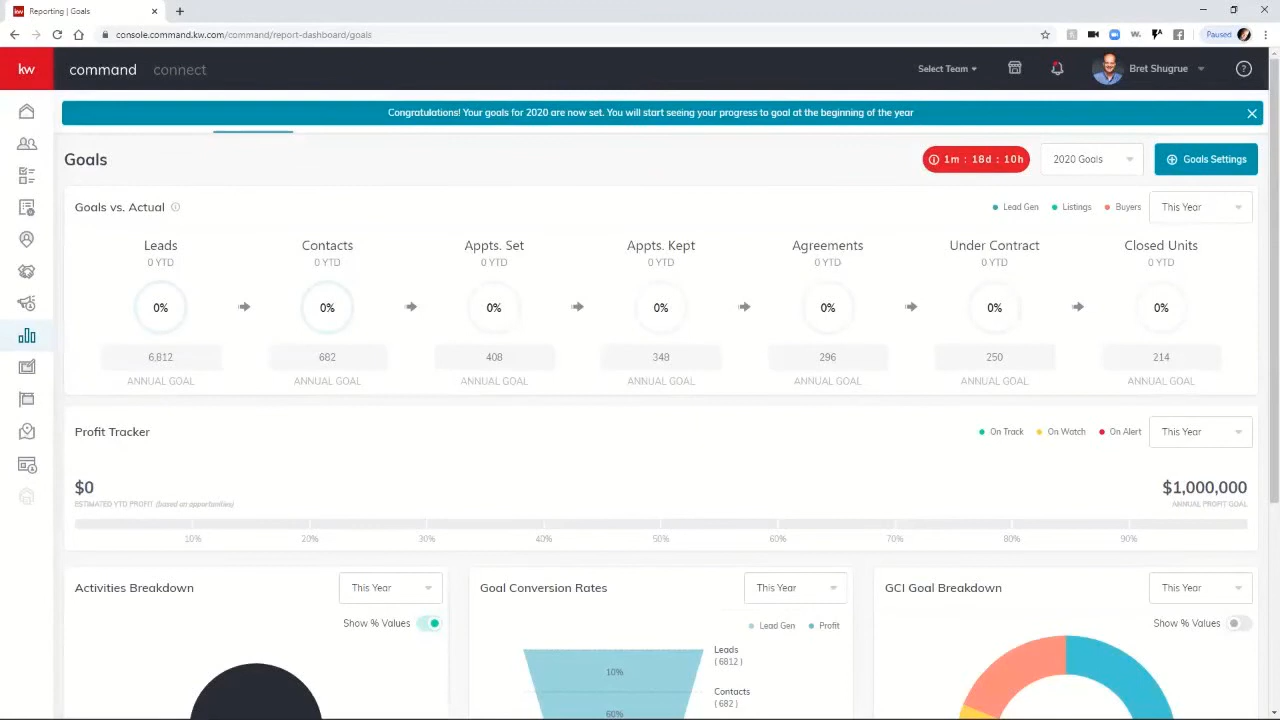 Reporting | Goals
console.command.kw.com/command/report-dashboard/goals
Paused
kw
command connect
Select Team
Bret Shugrue
Congratulations! Your goals for 2020 are now set. You will start seeing your progress to goal at the beginning of the year
Goals
1m : 18d : 10h
2020 Goals
Goals Settings
Goals vs. Actual
Lead Gen Listings Buyers
This Year
Leads Contacts Appts. Set Appts. Kept Agreements Under Contract Closed Units
0 YTD 0 YTD 0 YTD 0 YTD 0 YTD 0 YTD 0 YTD
0% 0% 0% 0% 0% 0% 0%
6,812 682 408 348 296 250 214
ANNUAL GOAL ANNUAL GOAL ANNUAL GOAL ANNUAL GOAL ANNUAL GOAL ANNUAL GOAL ANNUAL GOAL
Profit Tracker
On Track On Watch On Alert
This Year
$0 $1,000,000
ESTIMATED YTD PROFIT (based on opportunities) ANNUAL PROFIT GOAL
10% 20% 30% 40% 50% 60% 70% 80% 90%
Activities Breakdown
This Year
Show % Values
Goal Conversion Rates
This Year
Lead Gen Profit
Leads
( 6812 )
10%
Contacts
( 682 )
60%
GCI Goal Breakdown
This Year
Show % Values